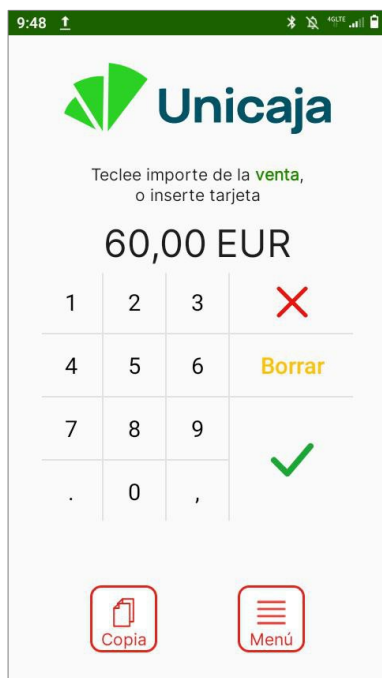 9:48
4GLTE
Unicaja
Teclee importe de la venta,
o inserte tarjeta
60,00 EUR
1 2 3
4 5 6 Borrar
7 8 9
. 0 ,
Copia
Menú